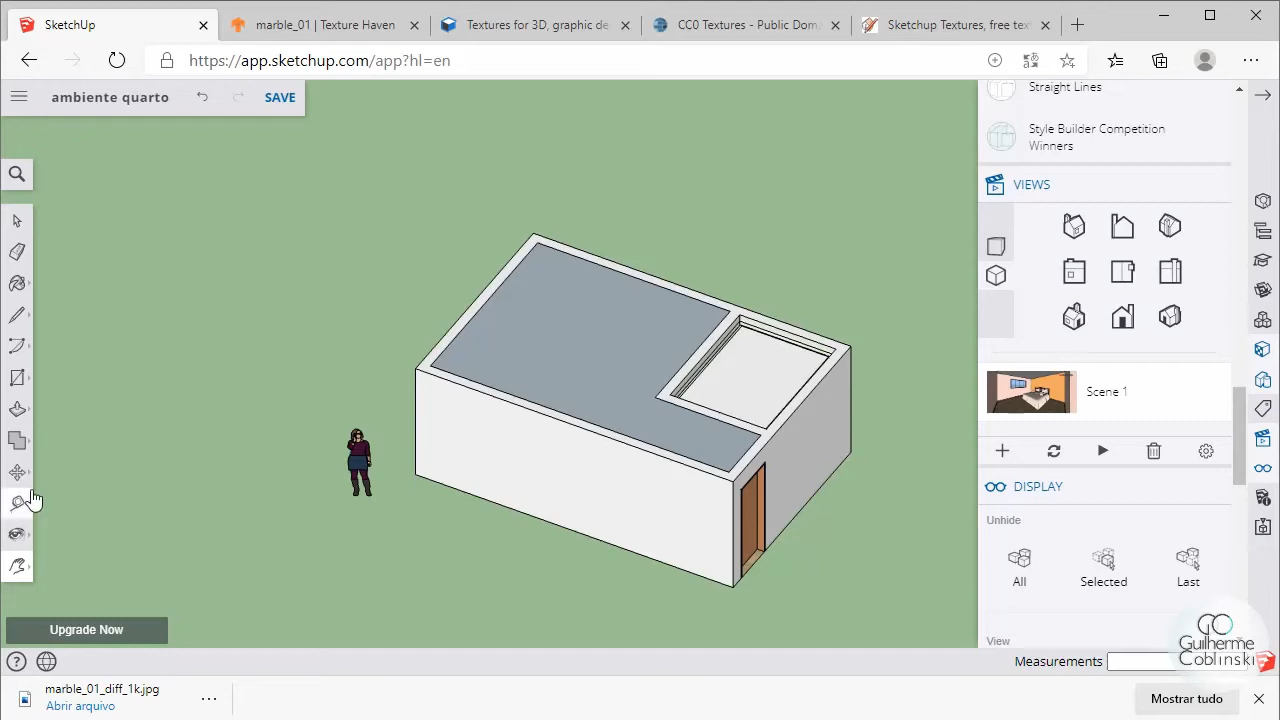 SketchUp
marble_01 | Texture Haven
Textures for 3D, graphic de
CC0 Textures - Public Dom
Sketchup Textures, free tex
https://app.sketchup.com/app?hl=en
ambiente quarto
SAVE
Straight Lines
Style Builder Competition
Winners
VIEWS
Scene 1
DISPLAY
Unhide
All
Selected
Last
View
Upgrade Now
GC
Guilherme
Coblinski
Measurements
marble_01_diff_1k.jpg
Abrir arquivo
Mostrar tudo